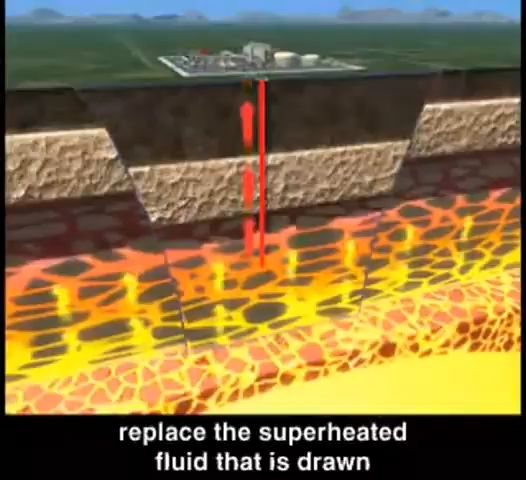 replace the superheated
fluid that is drawn